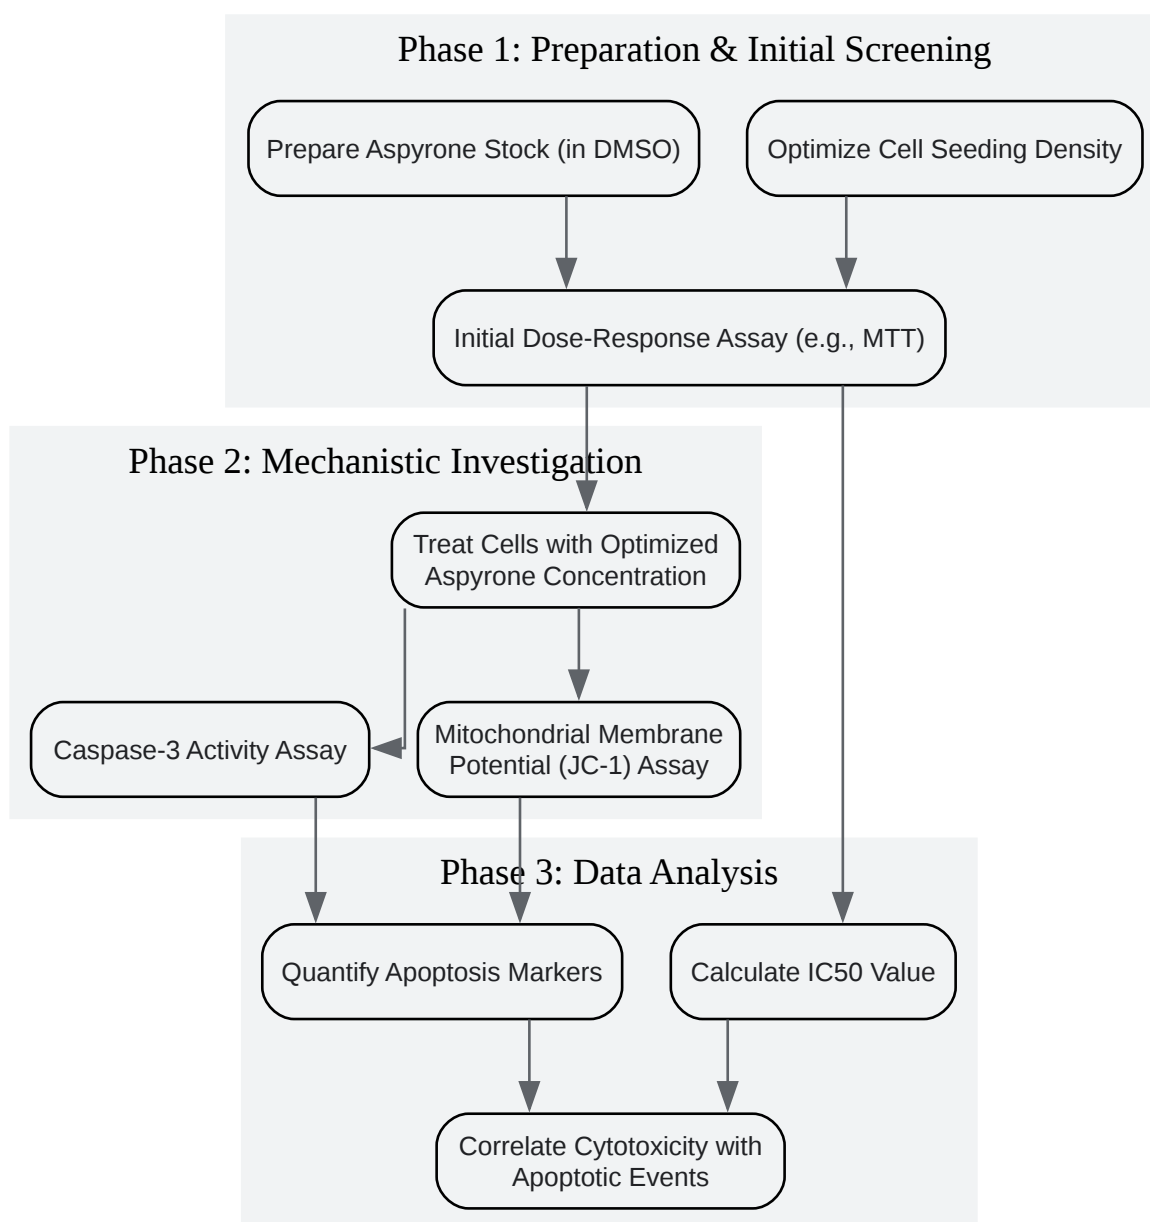 Phase 1: Preparation & Initial Screening
Prepare Aspyrone Stock (in DMSO)
Optimize Cell Seeding Density
Initial Dose-Response Assay (e.g., MTT)
Phase 2: Mechanistic Investigation
Treat Cells with Optimized
Aspyrone Concentration
Caspase-3 Activity Assay
Mitochondrial Membrane
Potential (JC-1) Assay
Phase 3: Data Analysis
Quantify Apoptosis Markers
Calculate IC50 Value
Correlate Cytotoxicity with
Apoptotic Events